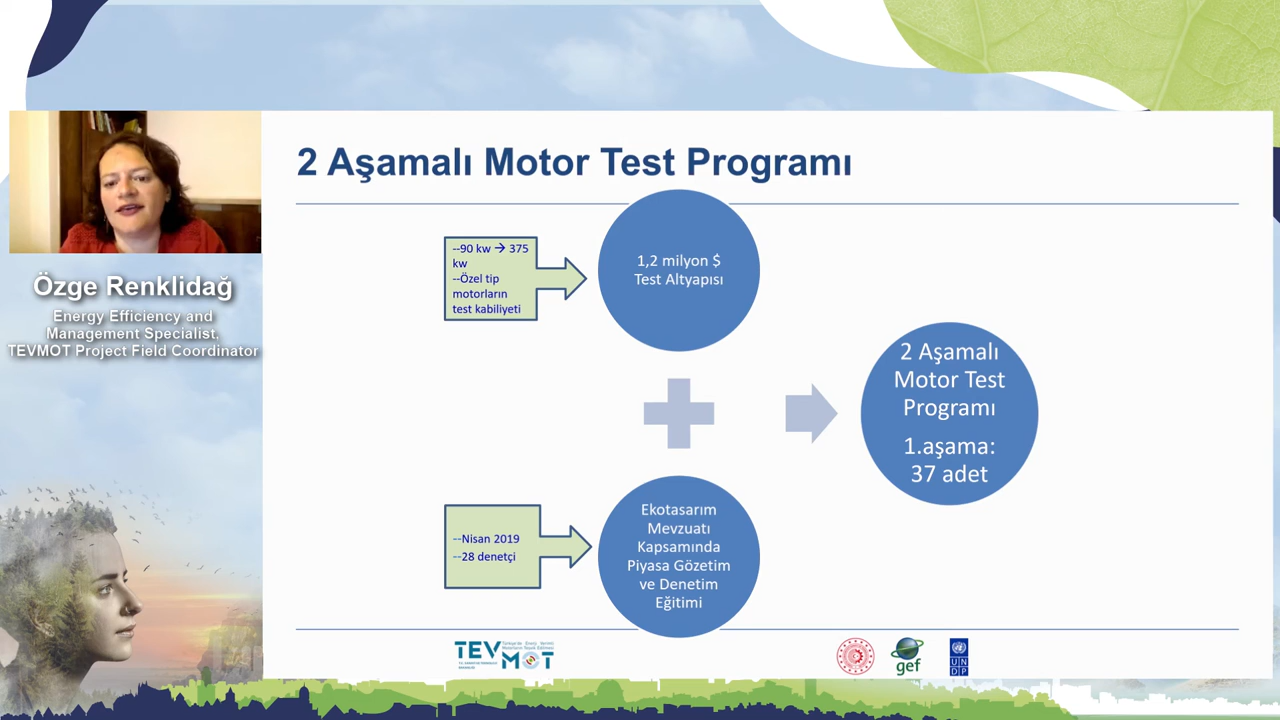 2 Aşamalı Motor Test Programı
Özge Renklidağ
Energy Efficiency and
Management Specialist,
TEVMOT Project Field Coordinator
--90 kw → 375
kw
--Özel tip
motorların
test kabiliyeti
1,2 milyon $
Test Altyapısı
2 Aşamalı
Motor Test
Programı
1.aşama:
37 adet
--Nisan 2019
--28 denetçi
Ekotasarım
Mevzuatı
Kapsamında
Piyasa Gözetim
ve Denetim
Eğitimi
TEVMOT
gef
UN
DP